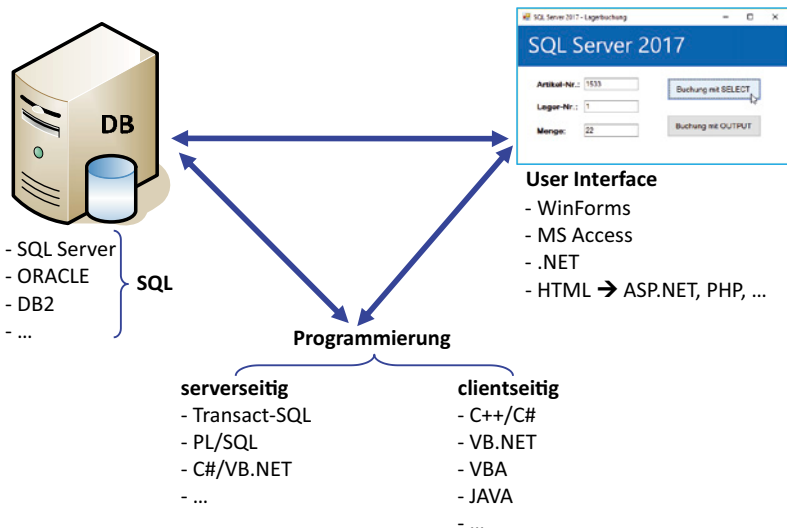 SQL Server 2017 - Lagerbuchung
SQL Server 2017
Artikel-Nr.: 1533
Buchung mit SELECT
Lager-Nr.: 1
Menge: 22
Buchung mit OUTPUT
DB
- SQL Server
- ORACLE
- DB2
- ...
SQL
User Interface
- WinForms
- MS Access
- .NET
- HTML ➔ ASP.NET, PHP, ...
Programmierung
serverseitig
- Transact-SQL
- PL/SQL
- C#/VB.NET
- ...
clientseitig
- C++/C#
- VB.NET
- VBA
- JAVA
- ...